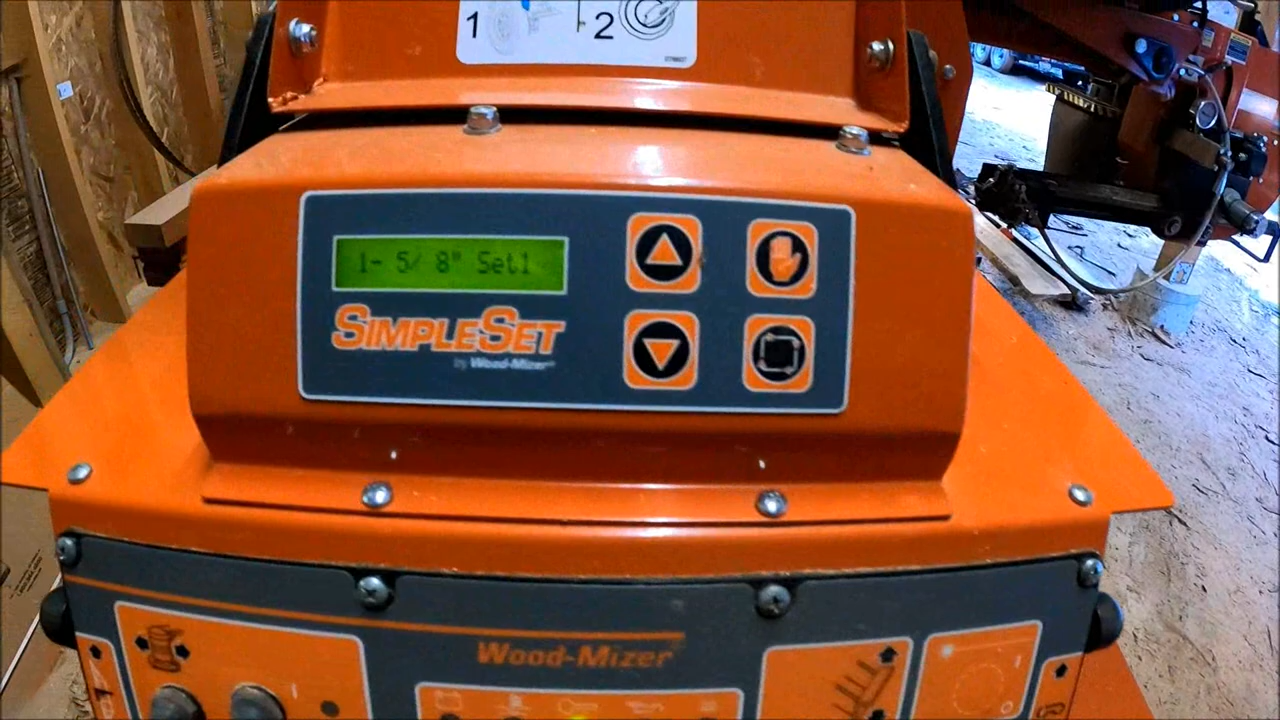 1 2
1- 5/ 8" Set1
SIMPLESET
by Wood-Mizer
Wood-Mizer